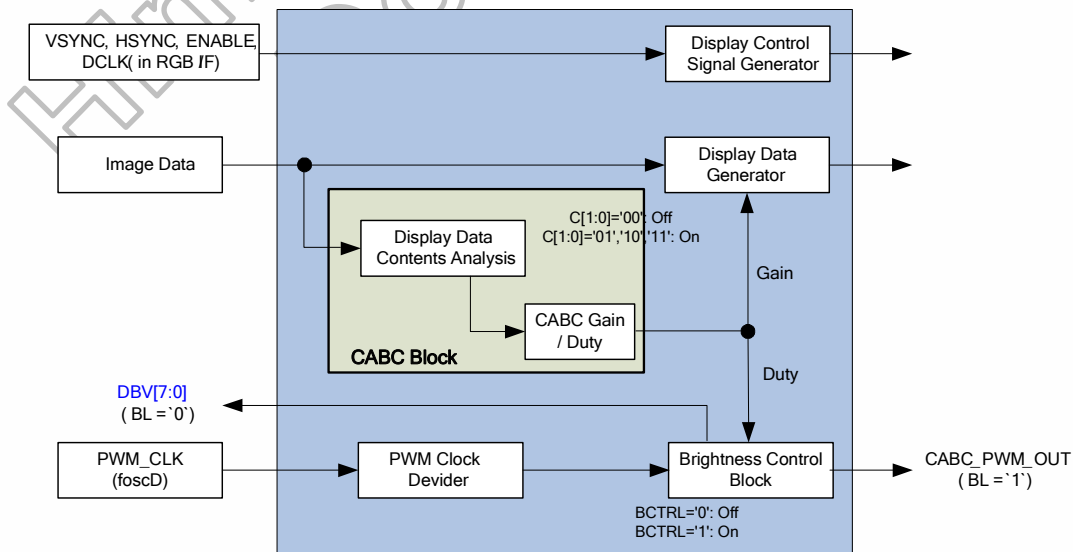 VSYNC, HSYNC, ENABLE,
DCLK( in RGB I/F)
Display Control
Signal Generator
Image Data
Display Data
Generator
C[1:0]='00': Off
C[1:0]='01','10','11': On
Display Data
Contents Analysis
Gain
CABC Gain
/ Duty
CABC Block
Duty
DBV[7:0]
( BL =`0`)
PWM_CLK
(foscD)
PWM Clock
Devider
Brightness Control
Block
CABC_PWM_OUT
( BL =`1`)
BCTRL='0': Off
BCTRL='1': On